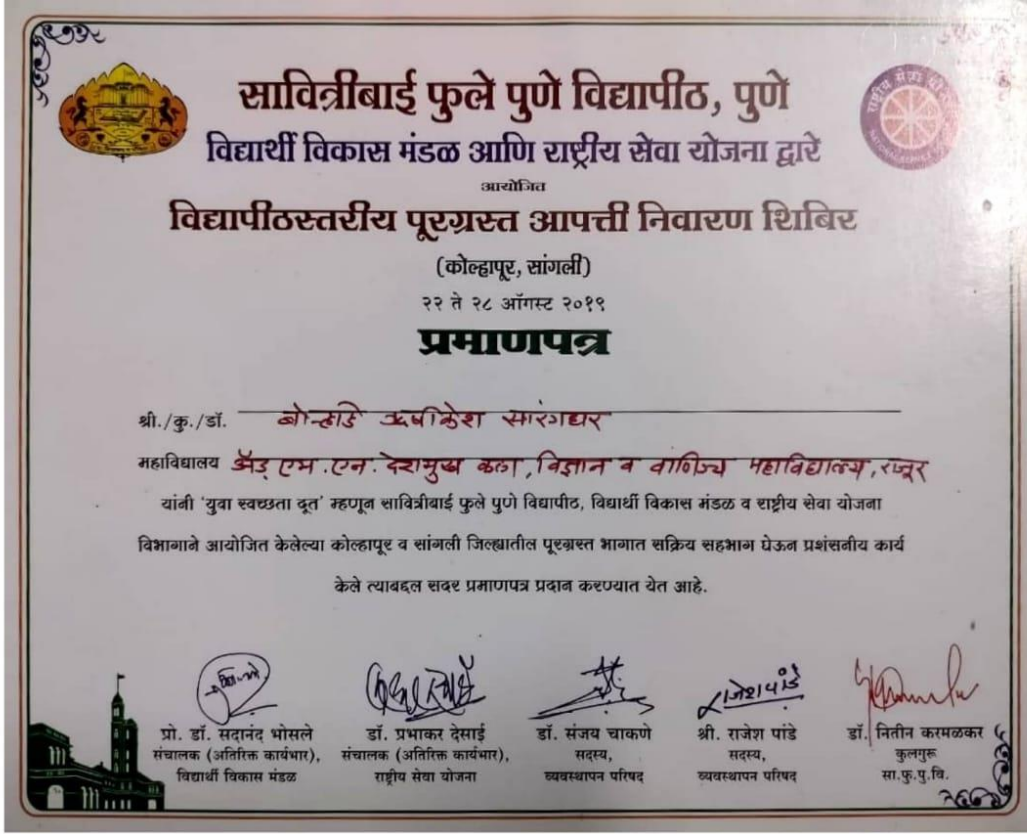 सावित्रीबाई फुले पुणे विद्यापीठ, पुणे
विद्यार्थी विकास मंडळ आणि राष्ट्रीय सेवा योजना द्वारे
आयोजित
विद्यापीठस्तरीय पूरग्रस्त आपत्ती निवारण शिबिर
(कोल्हापूर, सांगली)
२२ ते २८ ऑगस्ट २०१९
प्रमाणपत्र
श्री./कु./डॉ. बोऱ्हाडे ऋषीकेश सारंगधर
महाविद्यालय ॲड. एम. एन. देशमुख कला, विज्ञान व वाणिज्य महाविद्यालय, राजूर
यांनी 'युवा स्वच्छता दूत' म्हणून सावित्रीबाई फुले पुणे विद्यापीठ, विद्यार्थी विकास मंडळ व राष्ट्रीय सेवा योजना
विभागाने आयोजित केलेल्या कोल्हापूर व सांगली जिल्ह्यातील पूरग्रस्त भागात सक्रिय सहभाग घेऊन प्रशंसनीय कार्य
केले त्याबद्दल सदर प्रमाणपत्र प्रदान करण्यात येत आहे.
राजेश पांडे
प्रो. डॉ. सदानंद भोसले
संचालक (अतिरिक्त कार्यभार),
विद्यार्थी विकास मंडळ
डॉ. प्रभाकर देसाई
संचालक (अतिरिक्त कार्यभार),
राष्ट्रीय सेवा योजना
डॉ. संजय चाकणे
सदस्य,
व्यवस्थापन परिषद
श्री. राजेश पांडे
सदस्य,
व्यवस्थापन परिषद
डॉ. नितीन करमळकर
कुलगुरू
सा.फु.पु.वि.